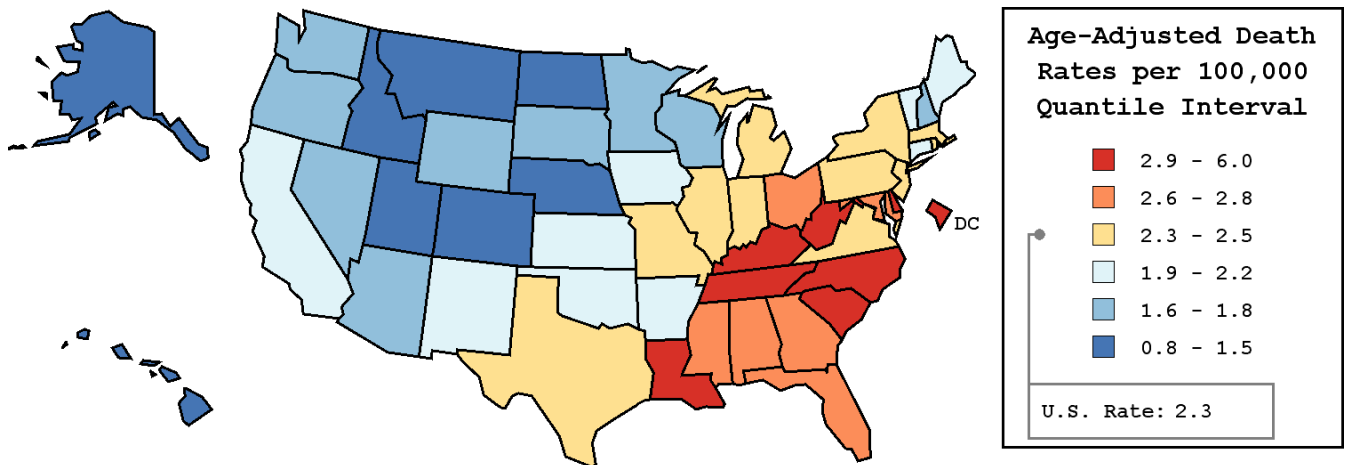 Age-Adjusted Death
Rates per 100,000
Quantile Interval
2.9 - 6.0
2.6 - 2.8
2.3 - 2.5
1.9 - 2.2
1.6 - 1.8
0.8 - 1.5
U.S. Rate: 2.3
DC